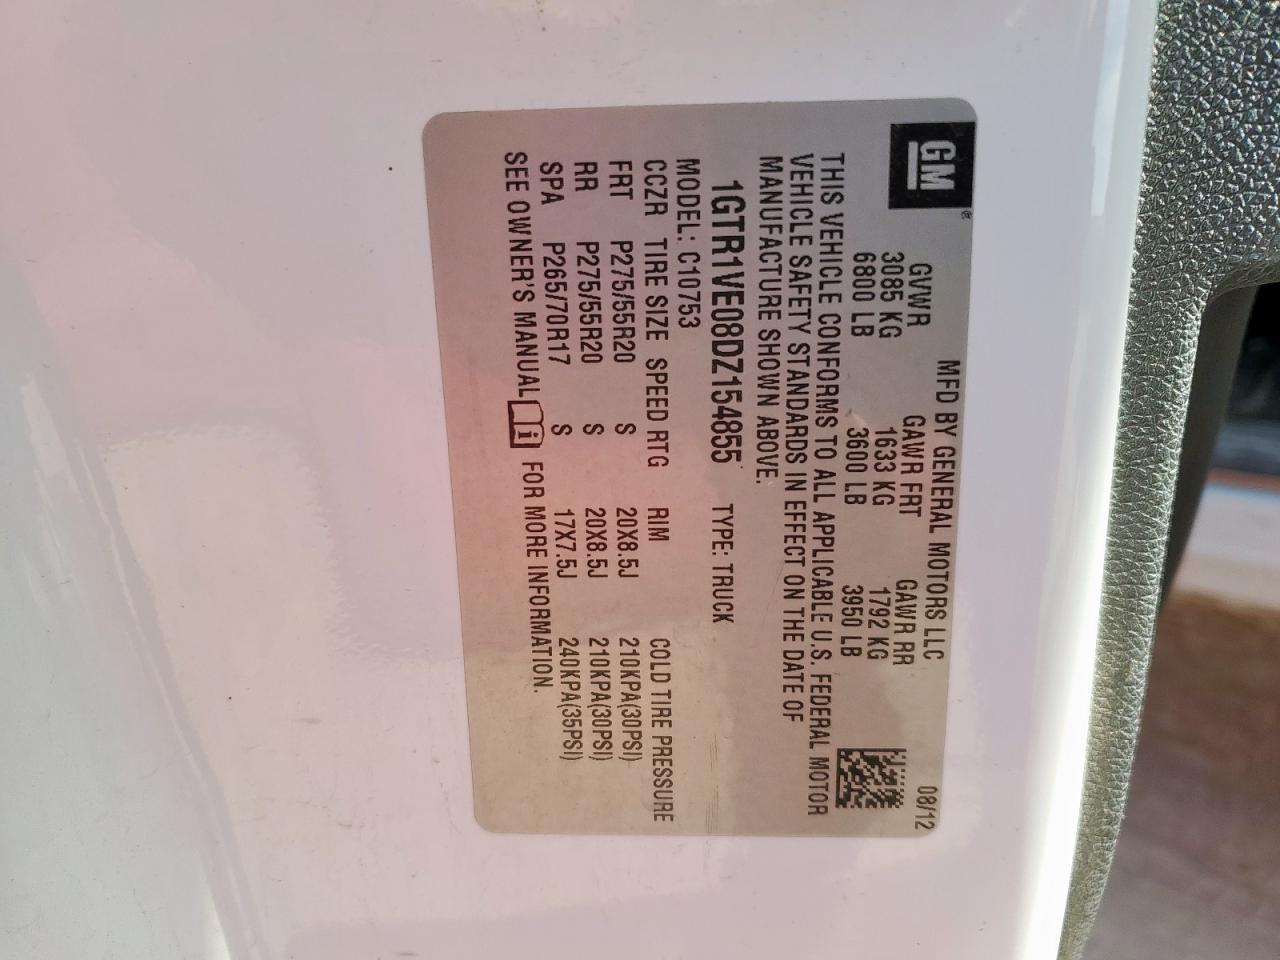 GM
MFD BY GENERAL MOTORS LLC 08/12
GVWR GAWR FRT GAWR RR
3085 KG 1633 KG 1792 KG
6800 LB 3600 LB 3950 LB
THIS VEHICLE CONFORMS TO ALL APPLICABLE U.S. FEDERAL MOTOR
VEHICLE SAFETY STANDARDS IN EFFECT ON THE DATE OF
MANUFACTURE SHOWN ABOVE.
1GTR1VE08DZ154855 TYPE: TRUCK
MODEL: C10753
CCZR TIRE SIZE SPEED RTG RIM COLD TIRE PRESSURE
FRT P275/55R20 S 20X8.5J 210KPA(30PSI)
RR P275/55R20 S 20X8.5J 210KPA(30PSI)
SPA P265/70R17 S 17X7.5J 240KPA(35PSI)
SEE OWNER'S MANUAL i FOR MORE INFORMATION.